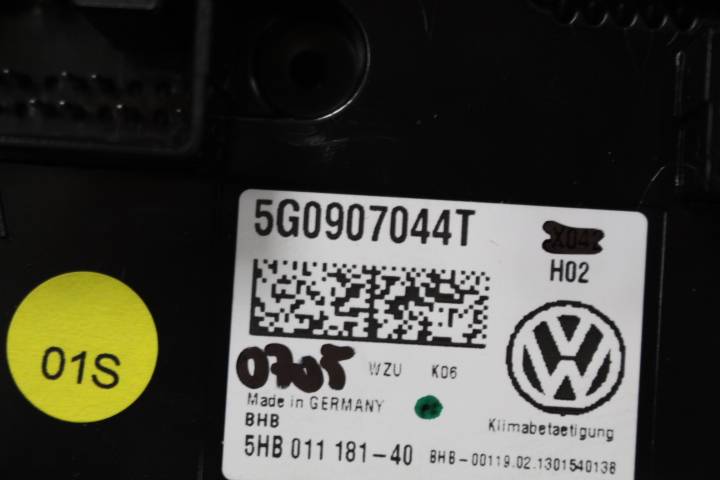 5G0907044T
X042
H02
01S
0705 WZU K06
Made in GERMANY
BHB
Klimabetaetigung
5HB 011 181-40 BHB-00119.02.1301540138